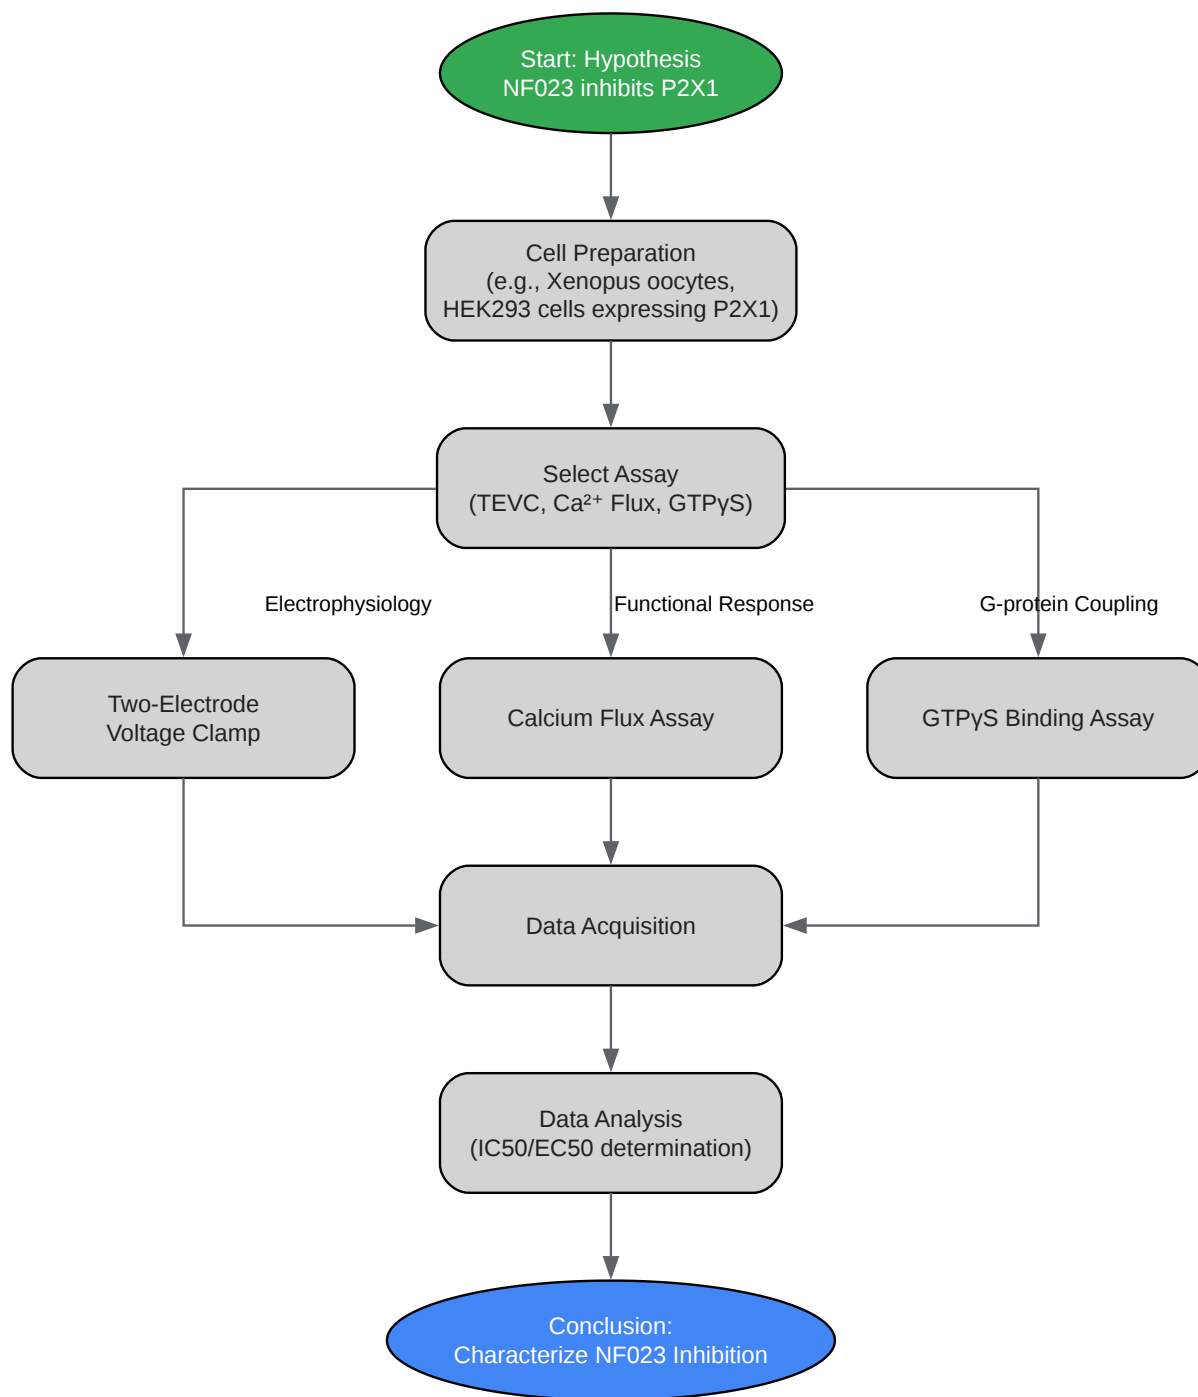 Start: Hypothesis
NF023 inhibits P2X1
Cell Preparation
(e.g., Xenopus oocytes,
HEK293 cells expressing P2X1)
Select Assay
(TEVC, Ca²⁺ Flux, GTPγS)
Electrophysiology
Functional Response
G-protein Coupling
Two-Electrode
Voltage Clamp
Calcium Flux Assay
GTPγS Binding Assay
Data Acquisition
Data Analysis
(IC50/EC50 determination)
Conclusion:
Characterize NF023 Inhibition